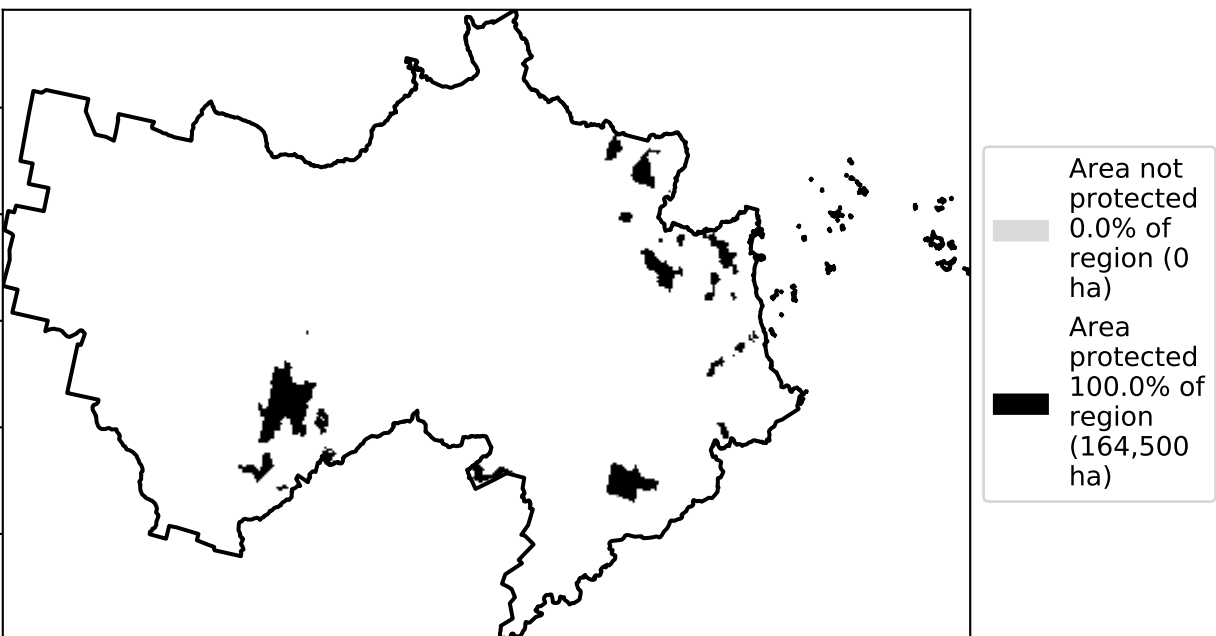 Area not
protected
0.0% of
region (0
ha)
Area
protected
100.0% of
region
(164,500
ha)